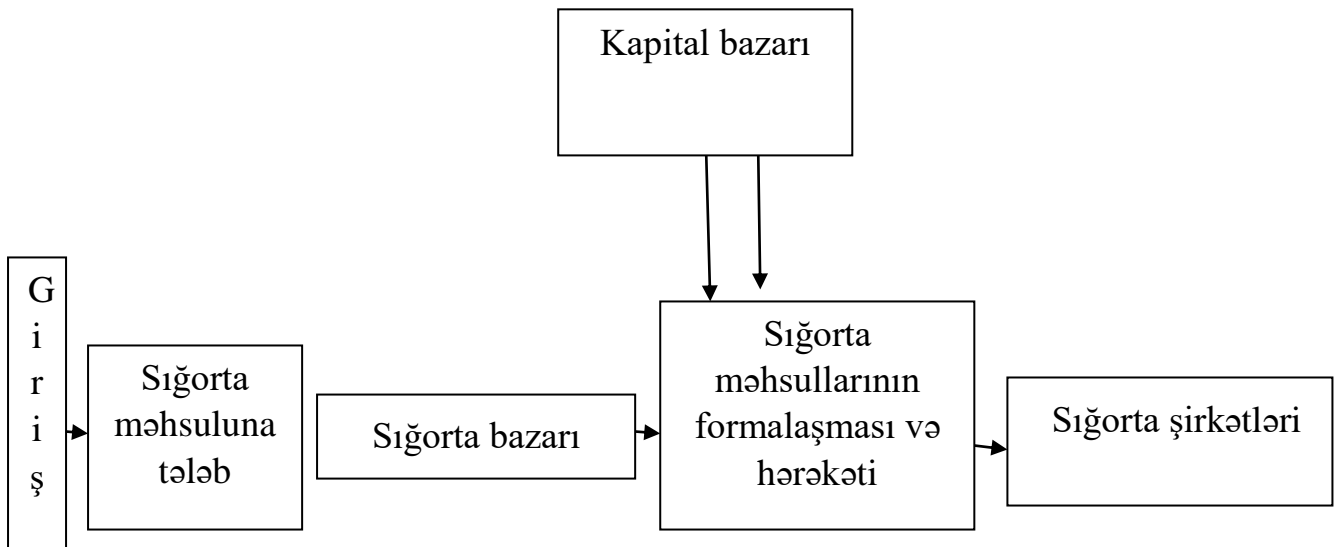 Kapital bazarı
G
i
r
i
ş
Sığorta
məhsuluna
tələb
Sığorta bazarı
Sığorta
məhsullarının
formalaşması və
hərəkəti
Sığorta şirkətləri